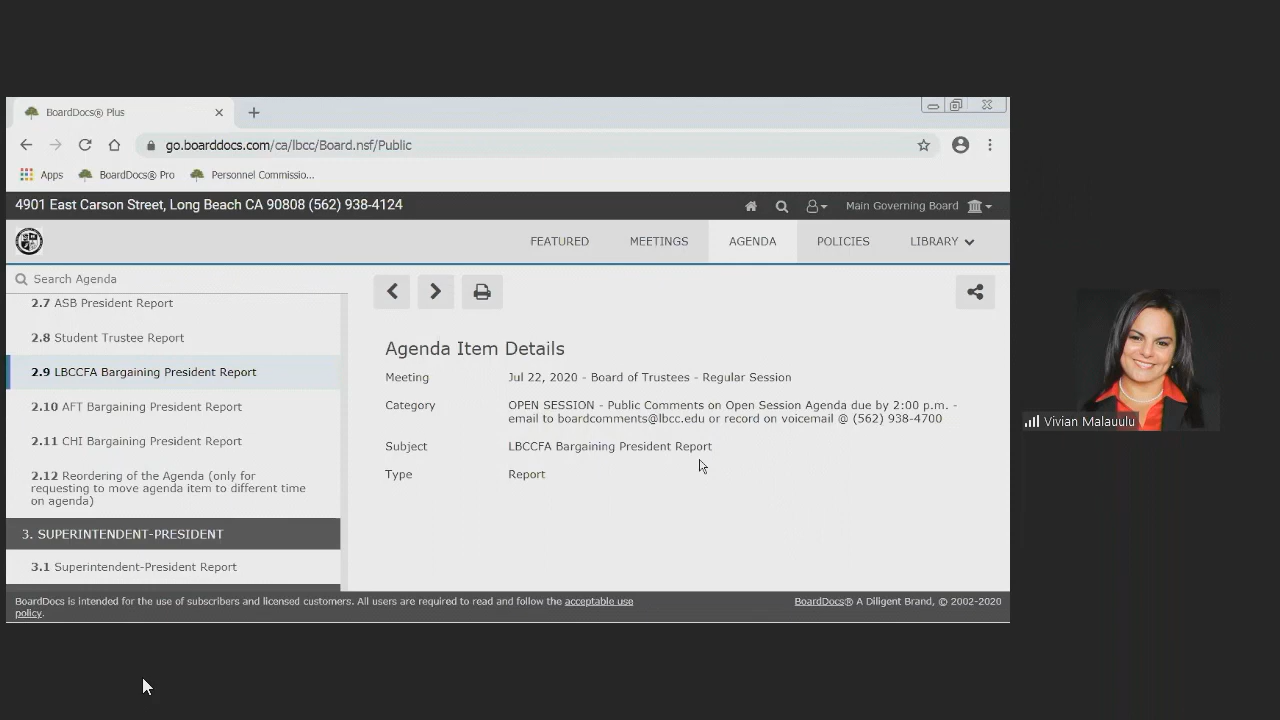 BoardDocs® Plus
go.boarddocs.com/ca/lbcc/Board.nsf/Public
Apps BoardDocs® Pro Personnel Commissio...
4901 East Carson Street, Long Beach CA 90808 (562) 938-4124
Main Governing Board
FEATURED MEETINGS AGENDA POLICIES LIBRARY
Search Agenda
2.7 ASB President Report
2.8 Student Trustee Report
2.9 LBCCFA Bargaining President Report
2.10 AFT Bargaining President Report
2.11 CHI Bargaining President Report
2.12 Reordering of the Agenda (only for
requesting to move agenda item to different time
on agenda)
3. SUPERINTENDENT-PRESIDENT
3.1 Superintendent-President Report
Agenda Item Details
Meeting Jul 22, 2020 - Board of Trustees - Regular Session
Category OPEN SESSION - Public Comments on Open Session Agenda due by 2:00 p.m. -
email to boardcomments@lbcc.edu or record on voicemail @ (562) 938-4700
Subject LBCCFA Bargaining President Report
Type Report
Vivian Malauulu
BoardDocs is intended for the use of subscribers and licensed customers. All users are required to read and follow the acceptable use
policy.
BoardDocs® A Diligent Brand, © 2002-2020